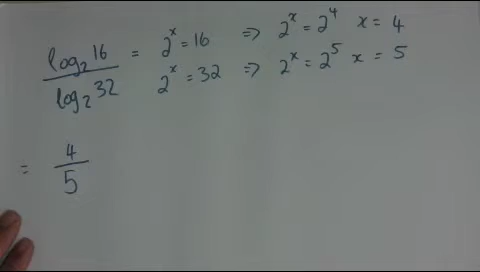 log₂16 / log₂32 = 2ˣ = 16 ⇒ 2ˣ = 2⁴ x = 4
2ˣ = 32 ⇒ 2ˣ = 2⁵ x = 5
= 4/5